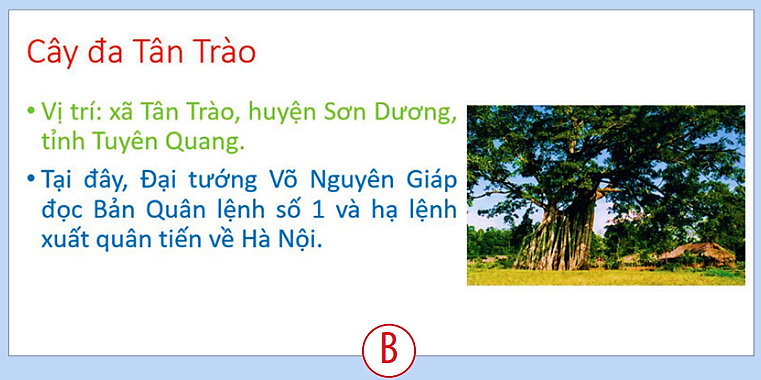 Cây đa Tân Trào
• Vị trí: xã Tân Trào, huyện Sơn Dương,
tỉnh Tuyên Quang.
• Tại đây, Đại tướng Võ Nguyên Giáp
đọc Bản Quân lệnh số 1 và hạ lệnh
xuất quân tiến về Hà Nội.
B